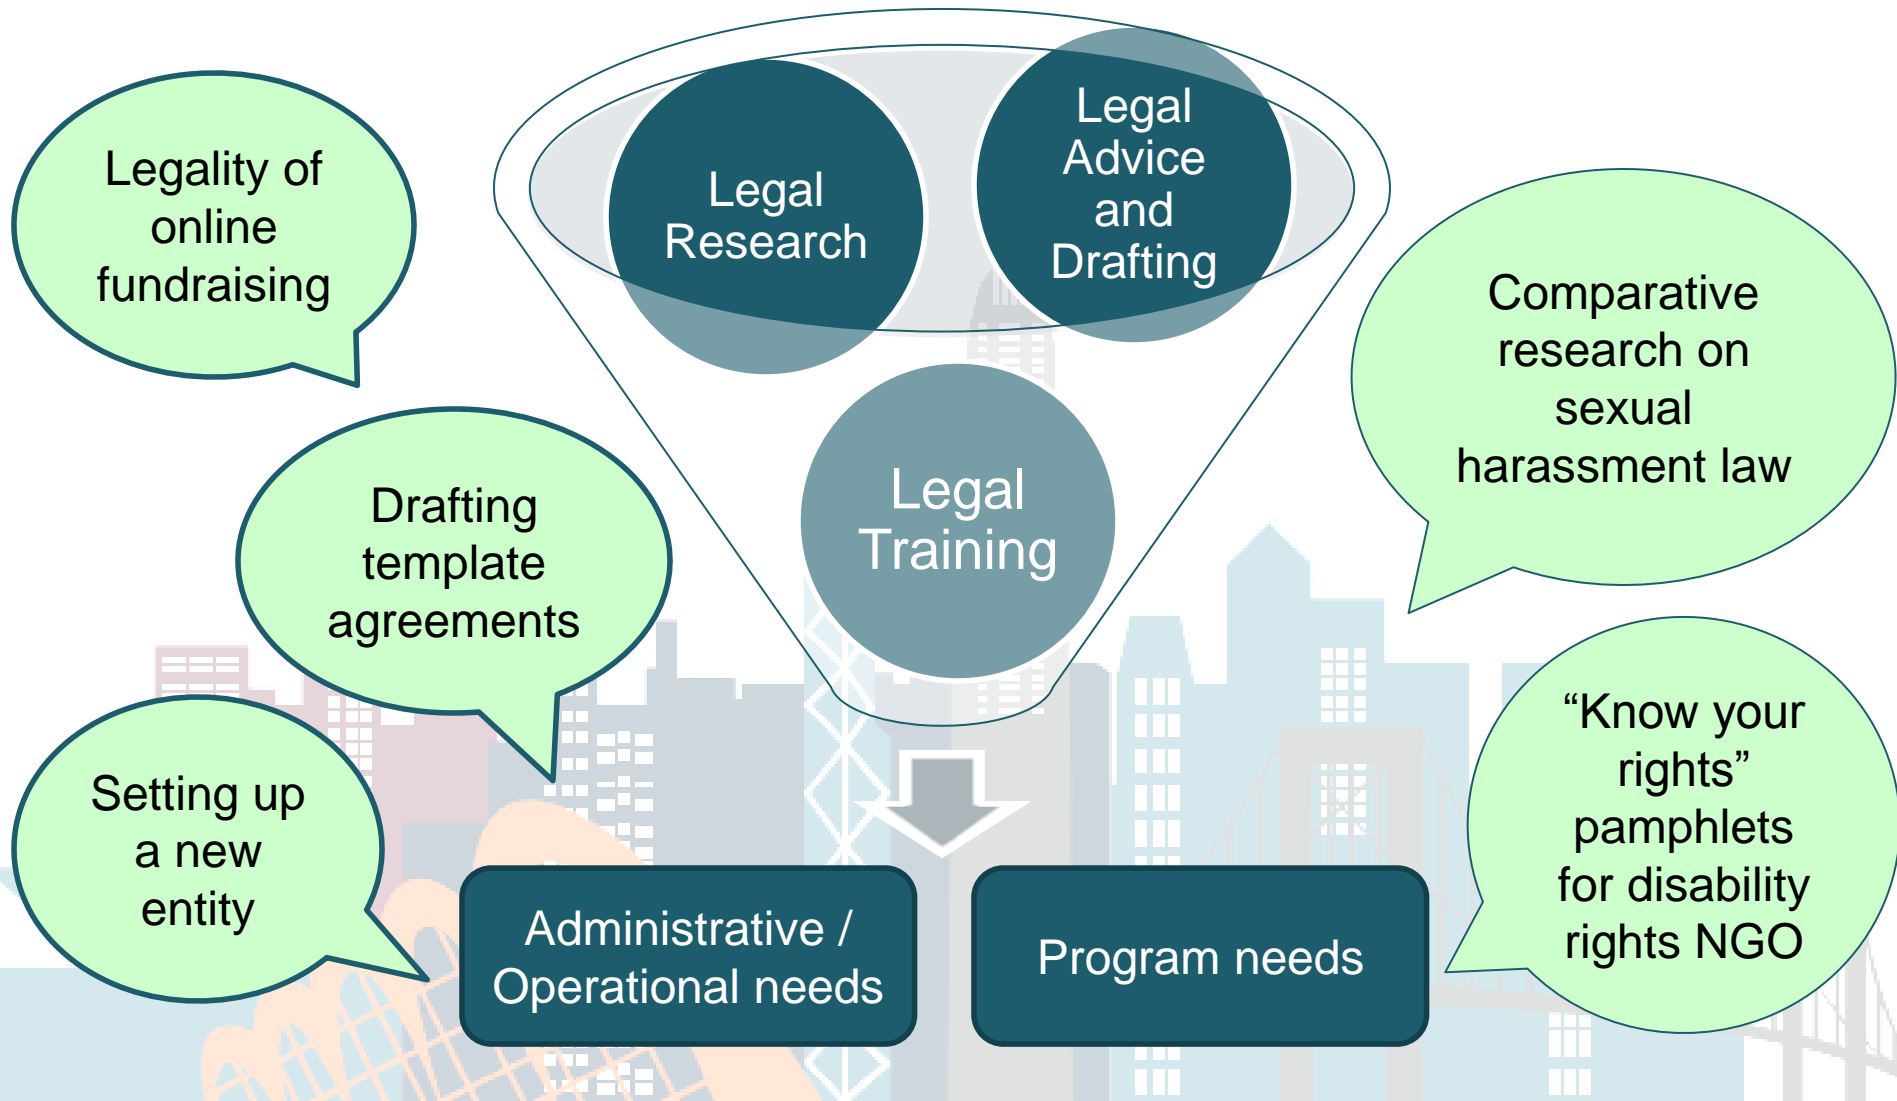 Legality of
online
fundraising
Legal
Research
Legal
Advice
and
Drafting
Legal
Training
Comparative
research on
sexual
harassment law
Drafting
template
agreements
Setting up
a new
entity
“Know your
rights”
pamphlets
for disability
rights NGO
Administrative /
Operational needs
Program needs